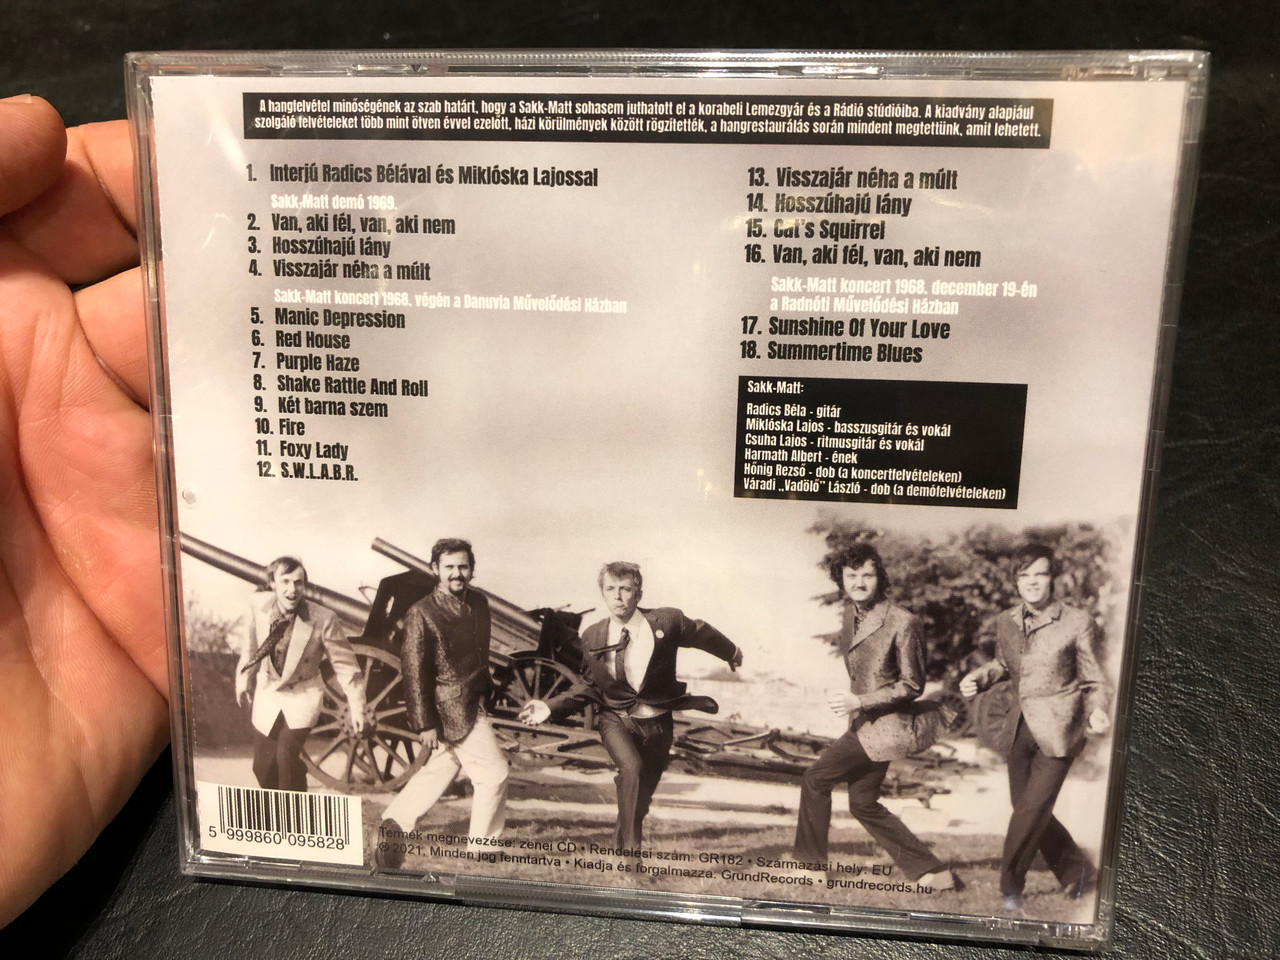 A hangfelvétel minőségének az szab határt, hogy a Sakk-Matt sohasem juthatott el a korabeli Lemezgyár és a Rádió stúdióiba. A kiadvány alapjául
szolgáló felvételeket több mint ötven évvel ezelőtt, házi körülmények között rögzítették, a hangrestaurálás során mindent megtettünk, amit lehetett.
1. Interjú Radics Bélával és Miklóska Lajossal
Sakk-Matt demó 1969.
2. Van, aki fél, van, aki nem
3. Hosszúhajú lány
4. Visszajár néha a múlt
Sakk-Matt koncert 1968. végén a Danuvia Művelődési Házban
5. Manic Depression
6. Red House
7. Purple Haze
8. Shake Rattle And Roll
9. Két barna szem
10. Fire
11. Foxy Lady
12. S.W.L.A.B.R.
13. Visszajár néha a múlt
14. Hosszúhajú lány
15. Cat's Squirrel
16. Van, aki fél, van, aki nem
Sakk-Matt koncert 1968. december 19-én
a Radnóti Művelődési Házban
17. Sunshine Of Your Love
18. Summertime Blues
Sakk-Matt:
Radics Béla - gitár
Miklóska Lajos - basszusgitár és vokál
Csuha Lajos - ritmusgitár és vokál
Harmath Albert - ének
Hőnig Rezső - dob (a koncertfelvételeken)
Váradi „Vadölő" László - dob (a demófelvételeken)
5 999860 095828
Termék megnevezése: zenei CD • Rendelési szám: GR182 • Származási hely: EU
℗ 2021, Minden jog fenntartva • Kiadja és forgalmazza: GrundRecords • grundrecords.hu